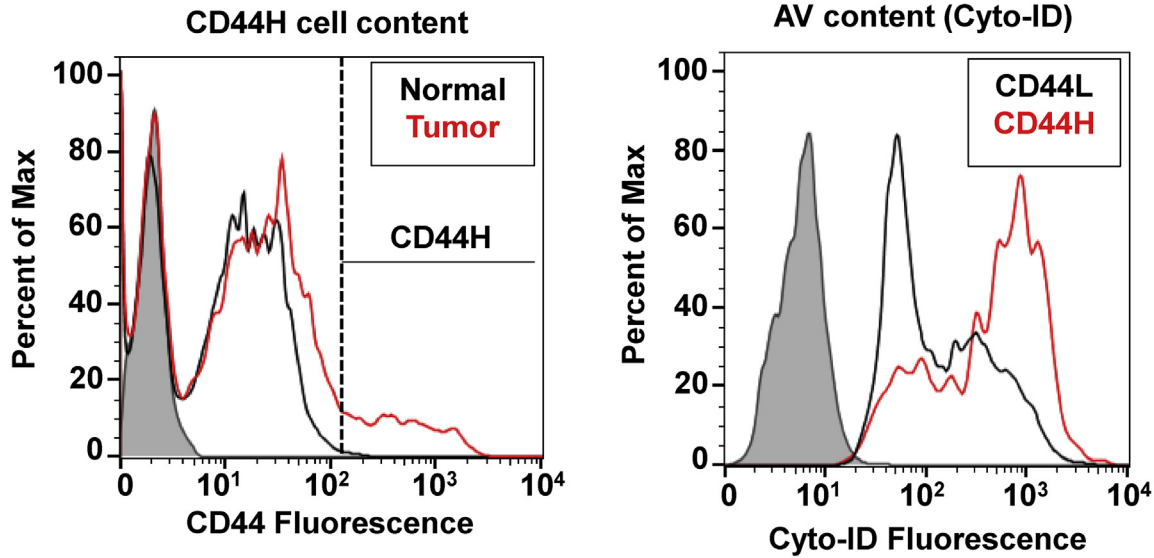 CD44H cell content
Percent of Max
100
80
60
40
20
0
Normal
Tumor
CD44H
0 10¹ 10² 10³ 10⁴
CD44 Fluorescence
AV content (Cyto-ID)
Percent of Max
100
80
60
40
20
0
CD44L
CD44H
0 10¹ 10² 10³ 10⁴
Cyto-ID Fluorescence